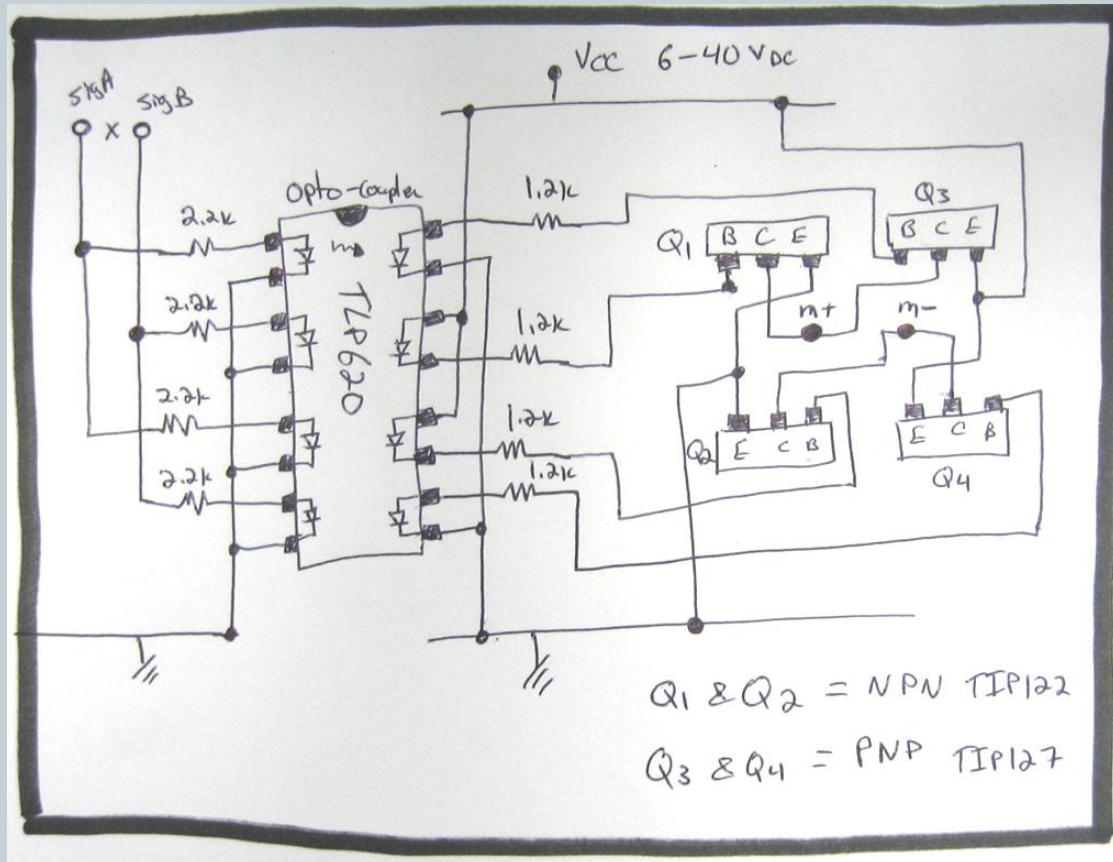 sigA x sigB
Vcc 6-40 VDC
opto-coupler
TLP620
2.2k
2.2k
2.2k
2.2k
1.2k
1.2k
1.2k
1.2k
Q1
B C E
Q3
B C E
m+
m-
Q2
E C B
E C B
Q4
Q1 & Q2 = NPN TIP122
Q3 & Q4 = PNP TIP127